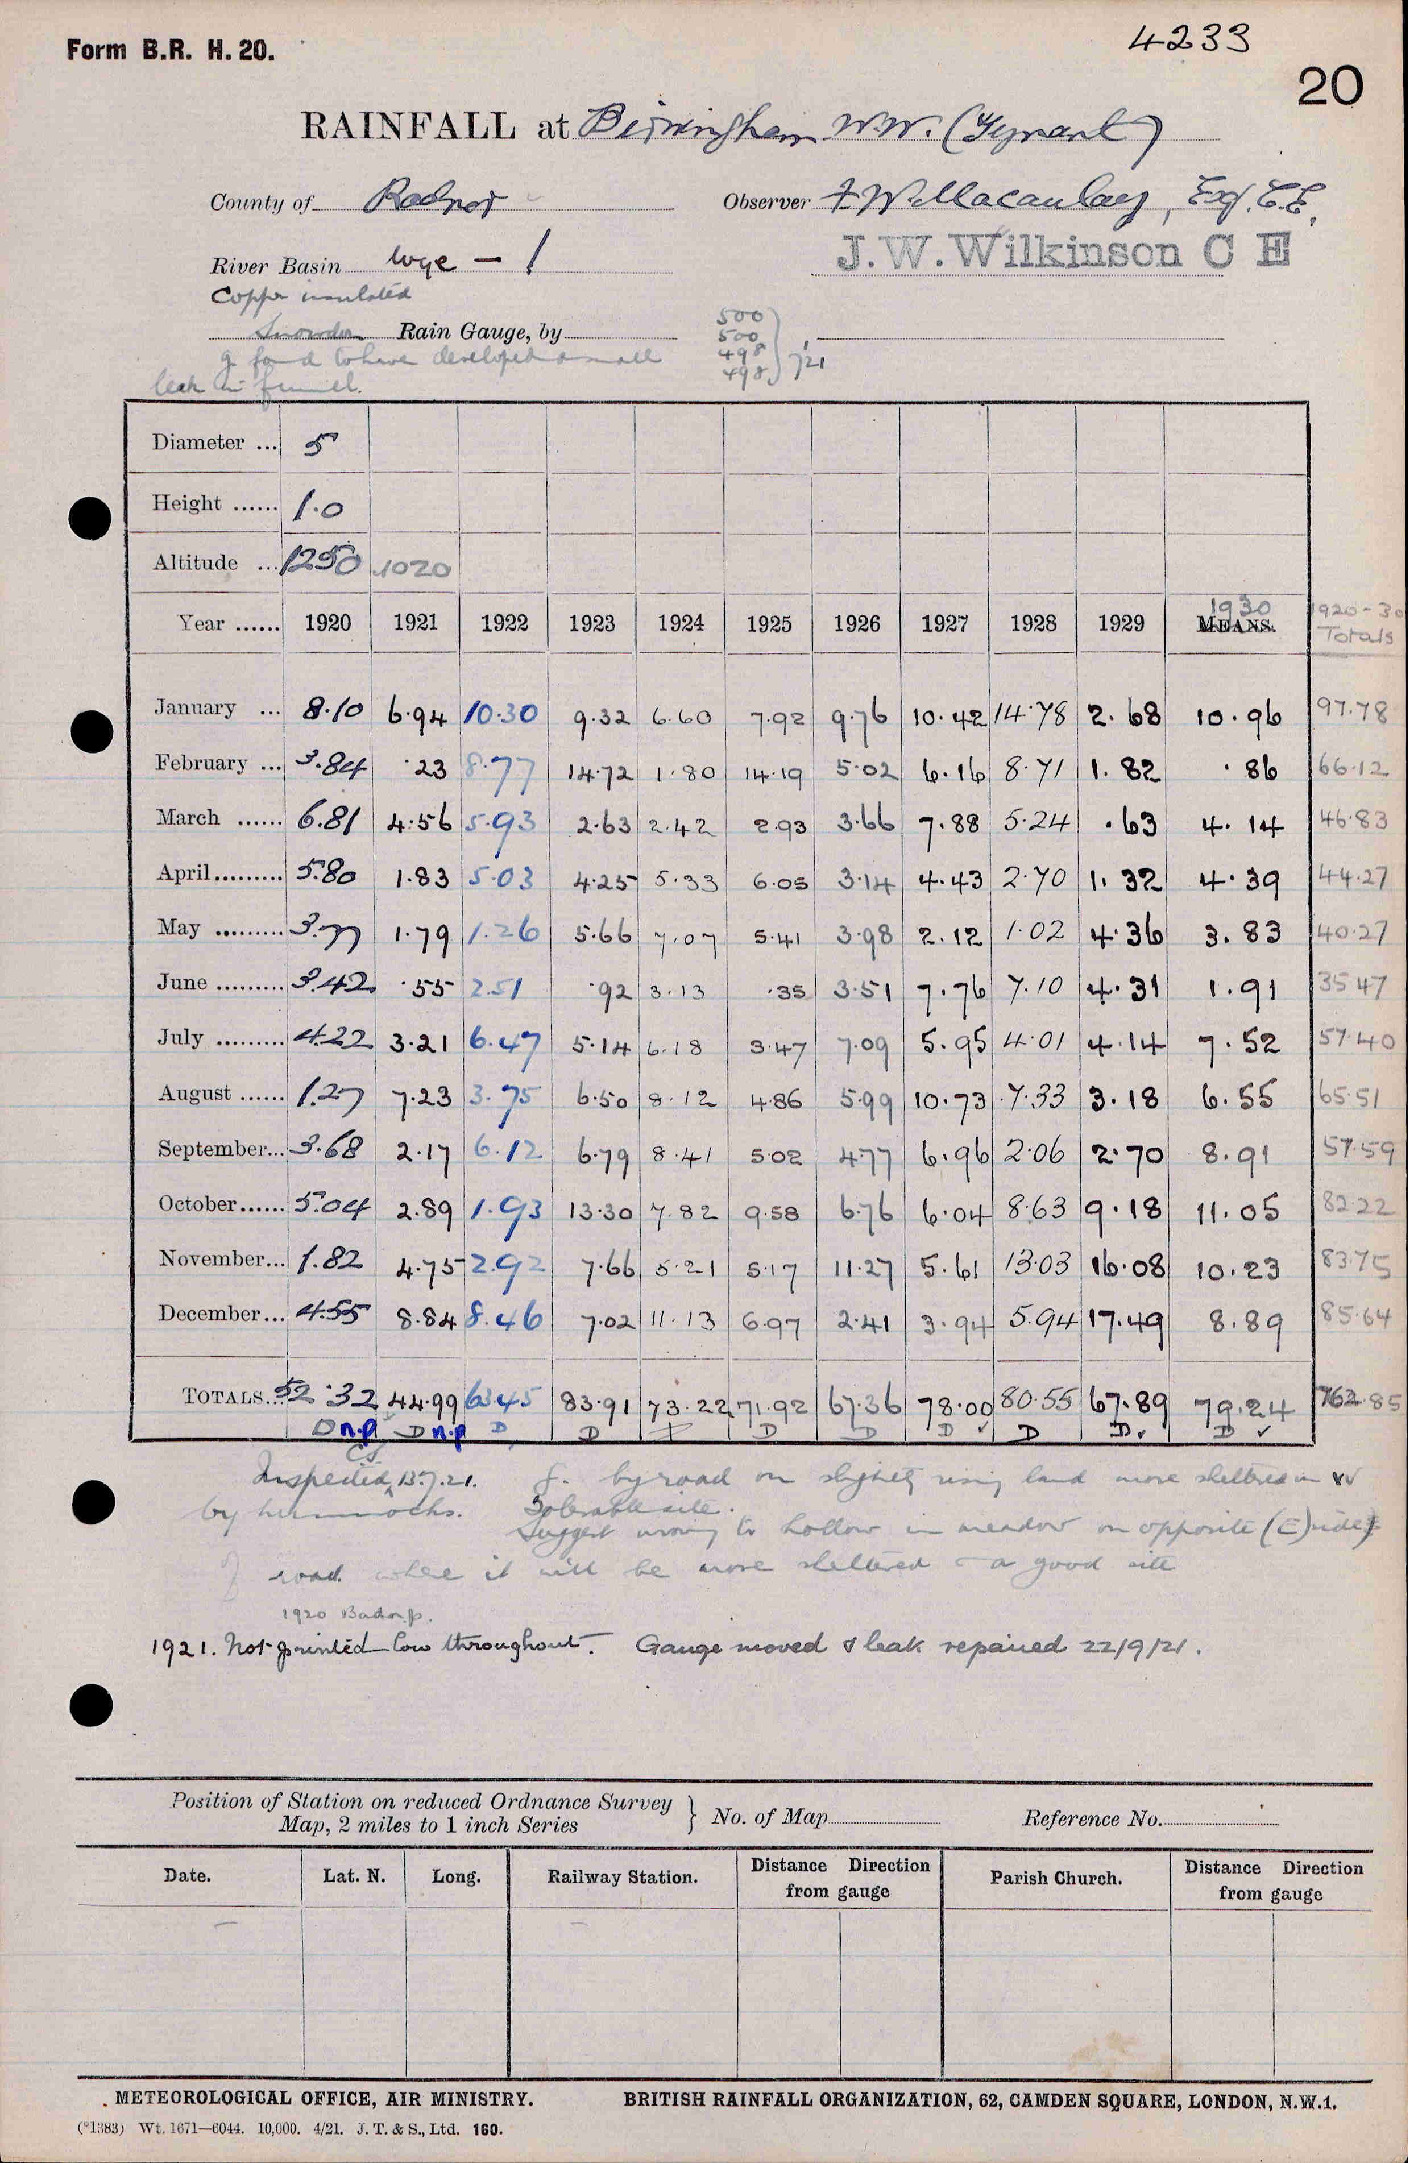 Form B.R. H. 20.
4233
20
RAINFALL at Birmingham W.W. (Tymant)
County of Radnor
Observer F W Macaulay, Esq. C.E.
River Basin Wye – 1
J. W. Wilkinson C E
Copper insulated
Snowdon Rain Gauge, by
500
500
498
498 } 7/21
g found to have developed a small
leak in funnel.
Diameter ... 5
Height ...... 1.0
Altitude ... 1250 1020
Year ...... 1920 1921 1922 1923 1924 1925 1926 1927 1928 1929 1930 MEANS. 1920-30 Totals
January ... 8.10 6.94 10.30 9.32 6.60 7.92 9.76 10.42 14.78 2.68 10.96 97.78
February ... 3.84 .23 8.77 14.72 1.80 14.19 5.02 6.16 8.71 1.82 .86 66.12
March ...... 6.81 4.56 5.93 2.63 2.42 2.93 3.66 7.88 5.24 .63 4.14 46.83
April ......... 5.80 1.83 5.03 4.25 5.33 6.05 3.14 4.43 2.70 1.32 4.39 44.27
May ......... 3.77 1.79 1.26 5.66 7.07 5.41 3.98 2.12 1.02 4.36 3.83 40.27
June ......... 3.42 .55 2.51 .92 3.13 .35 3.51 7.76 7.10 4.31 1.91 35.47
July ......... 4.22 3.21 6.47 5.14 6.18 3.47 7.09 5.95 4.01 4.14 7.52 57.40
August ...... 1.27 7.23 3.75 6.50 8.12 4.86 5.99 10.73 7.33 3.18 6.55 65.51
September... 3.68 2.17 6.12 6.79 8.41 5.02 4.77 6.96 2.06 2.70 8.91 57.59
October...... 5.04 2.89 1.93 13.30 7.82 9.58 6.76 6.04 8.63 9.18 11.05 82.22
November... 1.82 4.75 2.92 7.66 5.21 5.17 11.27 5.61 13.03 16.08 10.23 83.75
December... 4.55 8.84 8.46 7.02 11.13 6.97 2.41 3.94 5.94 17.49 8.89 85.64
TOTALS... 52.32 44.99 63.45 83.91 73.22 71.92 67.36 78.00 80.55 67.89 79.24 762.85
D n.p D n.p D D D D D ✓ D D ✓ D ✓
Inspected 13.7.21. g. by road on slightly rising land more sheltered in W
by hummocks. Tolerable site.
Suggest moving to hollow in meadow on opposite (E) side
of road where it will be more sheltered & a good site
1920
1921. Not printed low throughout. Gauge moved & leak repaired 22/9/21.
Position of Station on reduced Ordnance Survey
Map, 2 miles to 1 inch Series } No. of Map Reference No.
Date. Lat. N. Long. Railway Station. Distance Direction from gauge Parish Church. Distance Direction from gauge
METEOROLOGICAL OFFICE, AIR MINISTRY. BRITISH RAINFALL ORGANIZATION, 62, CAMDEN SQUARE, LONDON, N.W.1.
(*1383) Wt. 1671—6044. 10,000. 4/21. J. T. & S., Ltd. 160.